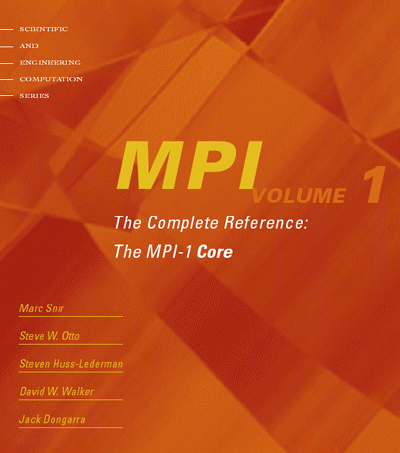 SCIENTIFIC
AND
ENGINEERING
COMPUTATION
SERIES
MPI
VOLUME 1
The Complete Reference:
The MPI-1 Core
Marc Snir
Steve W. Otto
Steven Huss-Lederman
David W. Walker
Jack Dongarra